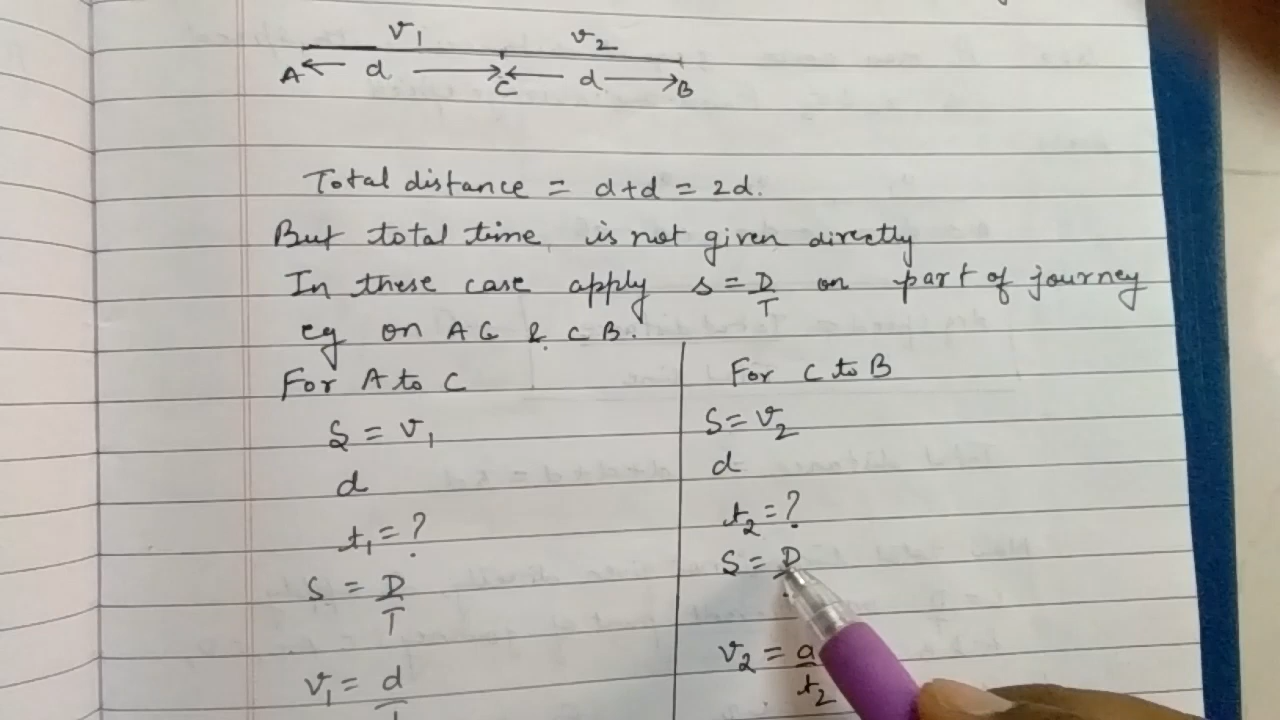 v₁ v₂
A d C d B
Total distance = d+d = 2d.
But total time is not given directly
In these case apply s = D/T on part of journey
eg on AC & CB.
For A to C
S = v₁
d
t₁ = ?
S = D/T
v₁ = d
For C to B
S = v₂
d
t₂ = ?
S = D
v₂ = d/t₂